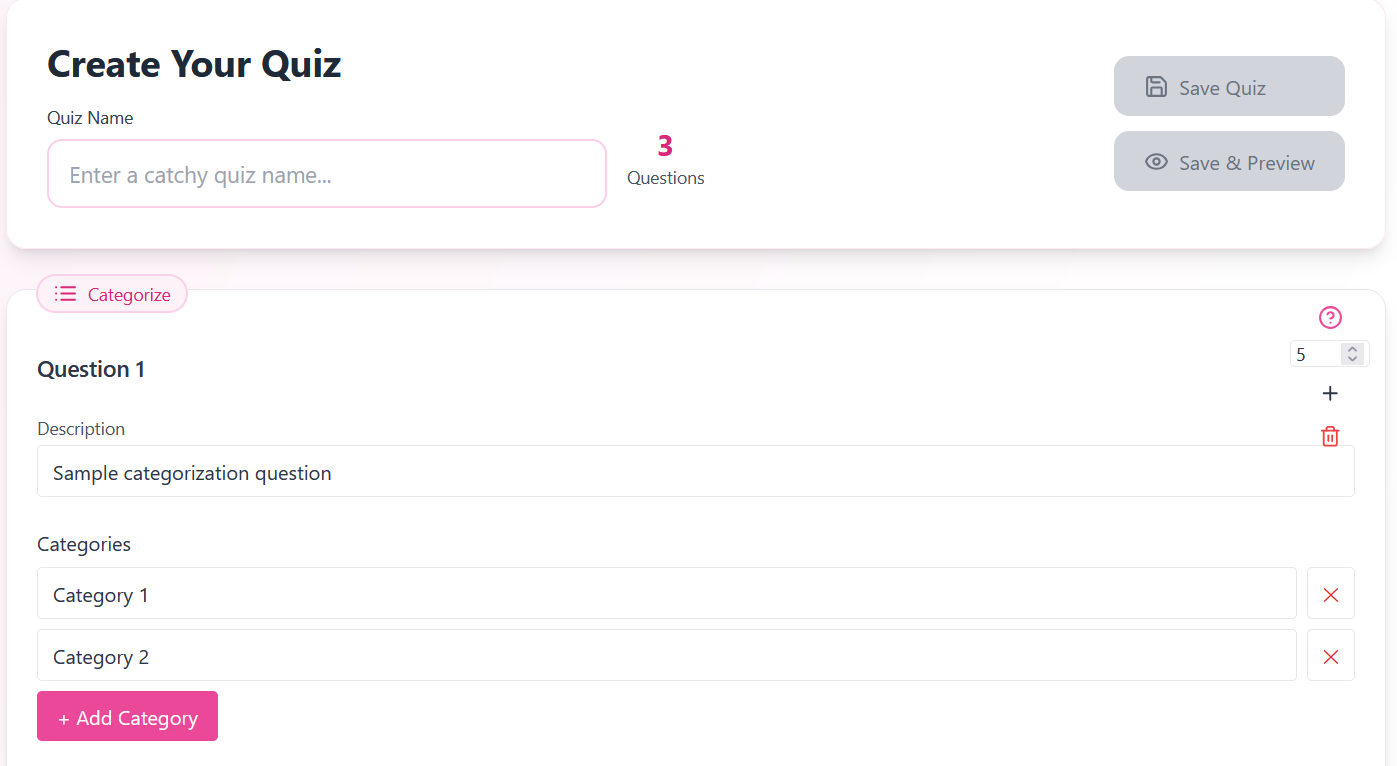 Create Your Quiz
Quiz Name
Enter a catchy quiz name...
3
Questions
Save Quiz
Save & Preview
Categorize
Question 1
5
Description
Sample categorization question
Categories
Category 1
Category 2
+ Add Category